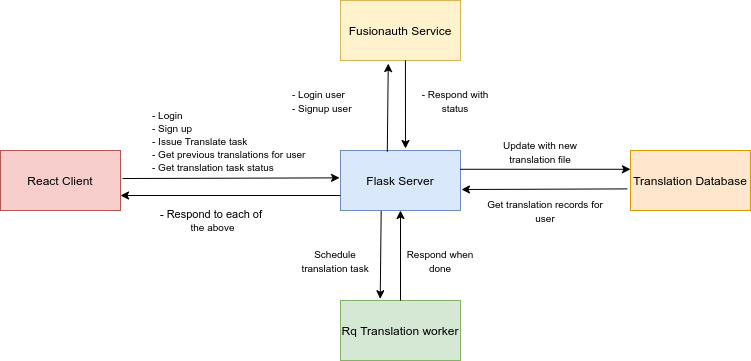 Fusionauth Service
- Login user
- Signup user
- Respond with
status
- Login
- Sign up
- Issue Translate task
- Get previous translations for user
- Get translation task status
Update with new
translation file
React Client
Flask Server
Translation Database
- Respond to each of
the above
Get translation records for
user
Schedule
translation task
Respond when
done
Rq Translation worker